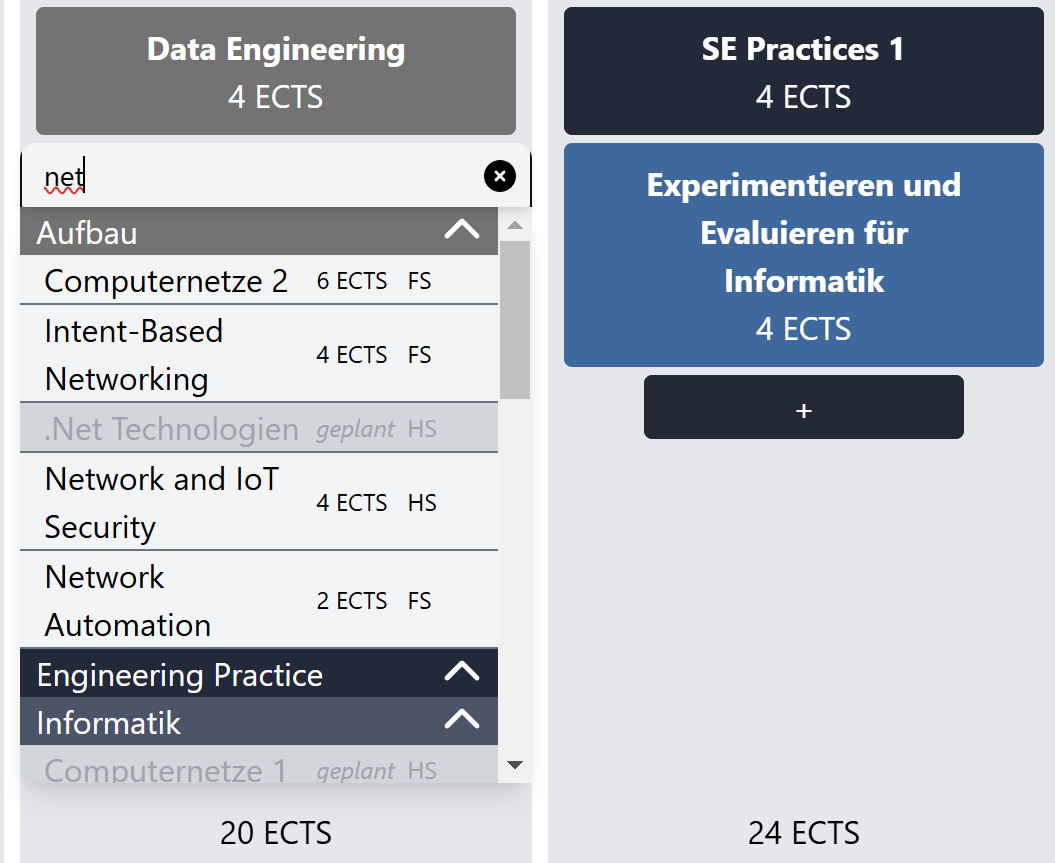 Data Engineering
4 ECTS
net
Aufbau
Computernetze 2 6 ECTS FS
Intent-Based
Networking
4 ECTS FS
.Net Technologien geplant HS
Network and IoT
Security
4 ECTS HS
Network
Automation
2 ECTS FS
Engineering Practice
Informatik
Computernetze 1 geplant HS
20 ECTS
SE Practices 1
4 ECTS
Experimentieren und
Evaluieren für
Informatik
4 ECTS
+
24 ECTS